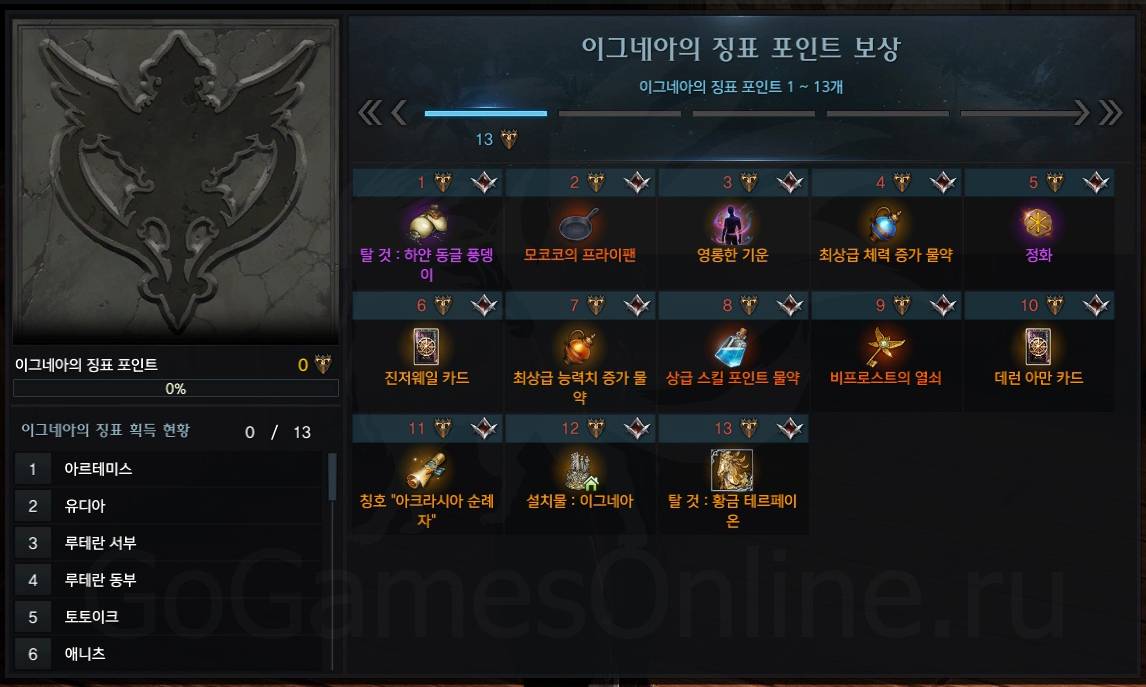 이그네아의 징표 포인트 보상
이그네아의 징표 포인트 1 ~ 13개
13
1 2 3 4 5
탈 것 : 하얀 동글 풍뎅
이
모코코의 프라이팬
영롱한 기운
최상급 체력 증가 물약
정화
6 7 8 9 10
진저웨일 카드
최상급 능력치 증가 물
약
상급 스킬 포인트 물약
비프로스트의 열쇠
데런 아만 카드
11 12 13
칭호 "아크라시아 순례
자"
설치물 : 이그네아
탈 것 : 황금 테르페이
온
이그네아의 징표 포인트 0
0%
이그네아의 징표 획득 현황 0 / 13
1 아르테미스
2 유디아
3 루테란 서부
4 루테란 동부
5 토토이크
6 애니츠
GoGamesOnline.ru